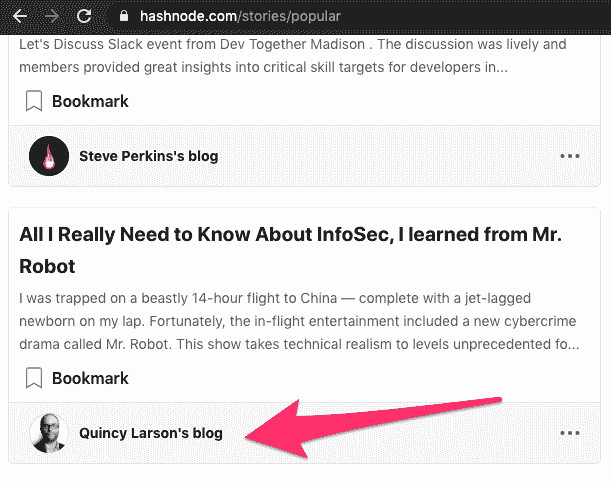 hashnode.com/stories/popular
Let's Discuss Slack event from Dev Together Madison . The discussion was lively and
members provided great insights into critical skill targets for developers in...
Bookmark
Steve Perkins's blog
All I Really Need to Know About InfoSec, I learned from Mr.
Robot
I was trapped on a beastly 14-hour flight to China — complete with a jet-lagged
newborn on my lap. Fortunately, the in-flight entertainment included a new cybercrime
drama called Mr. Robot. This show takes technical realism to levels unprecedented fo...
Bookmark
Quincy Larson's blog